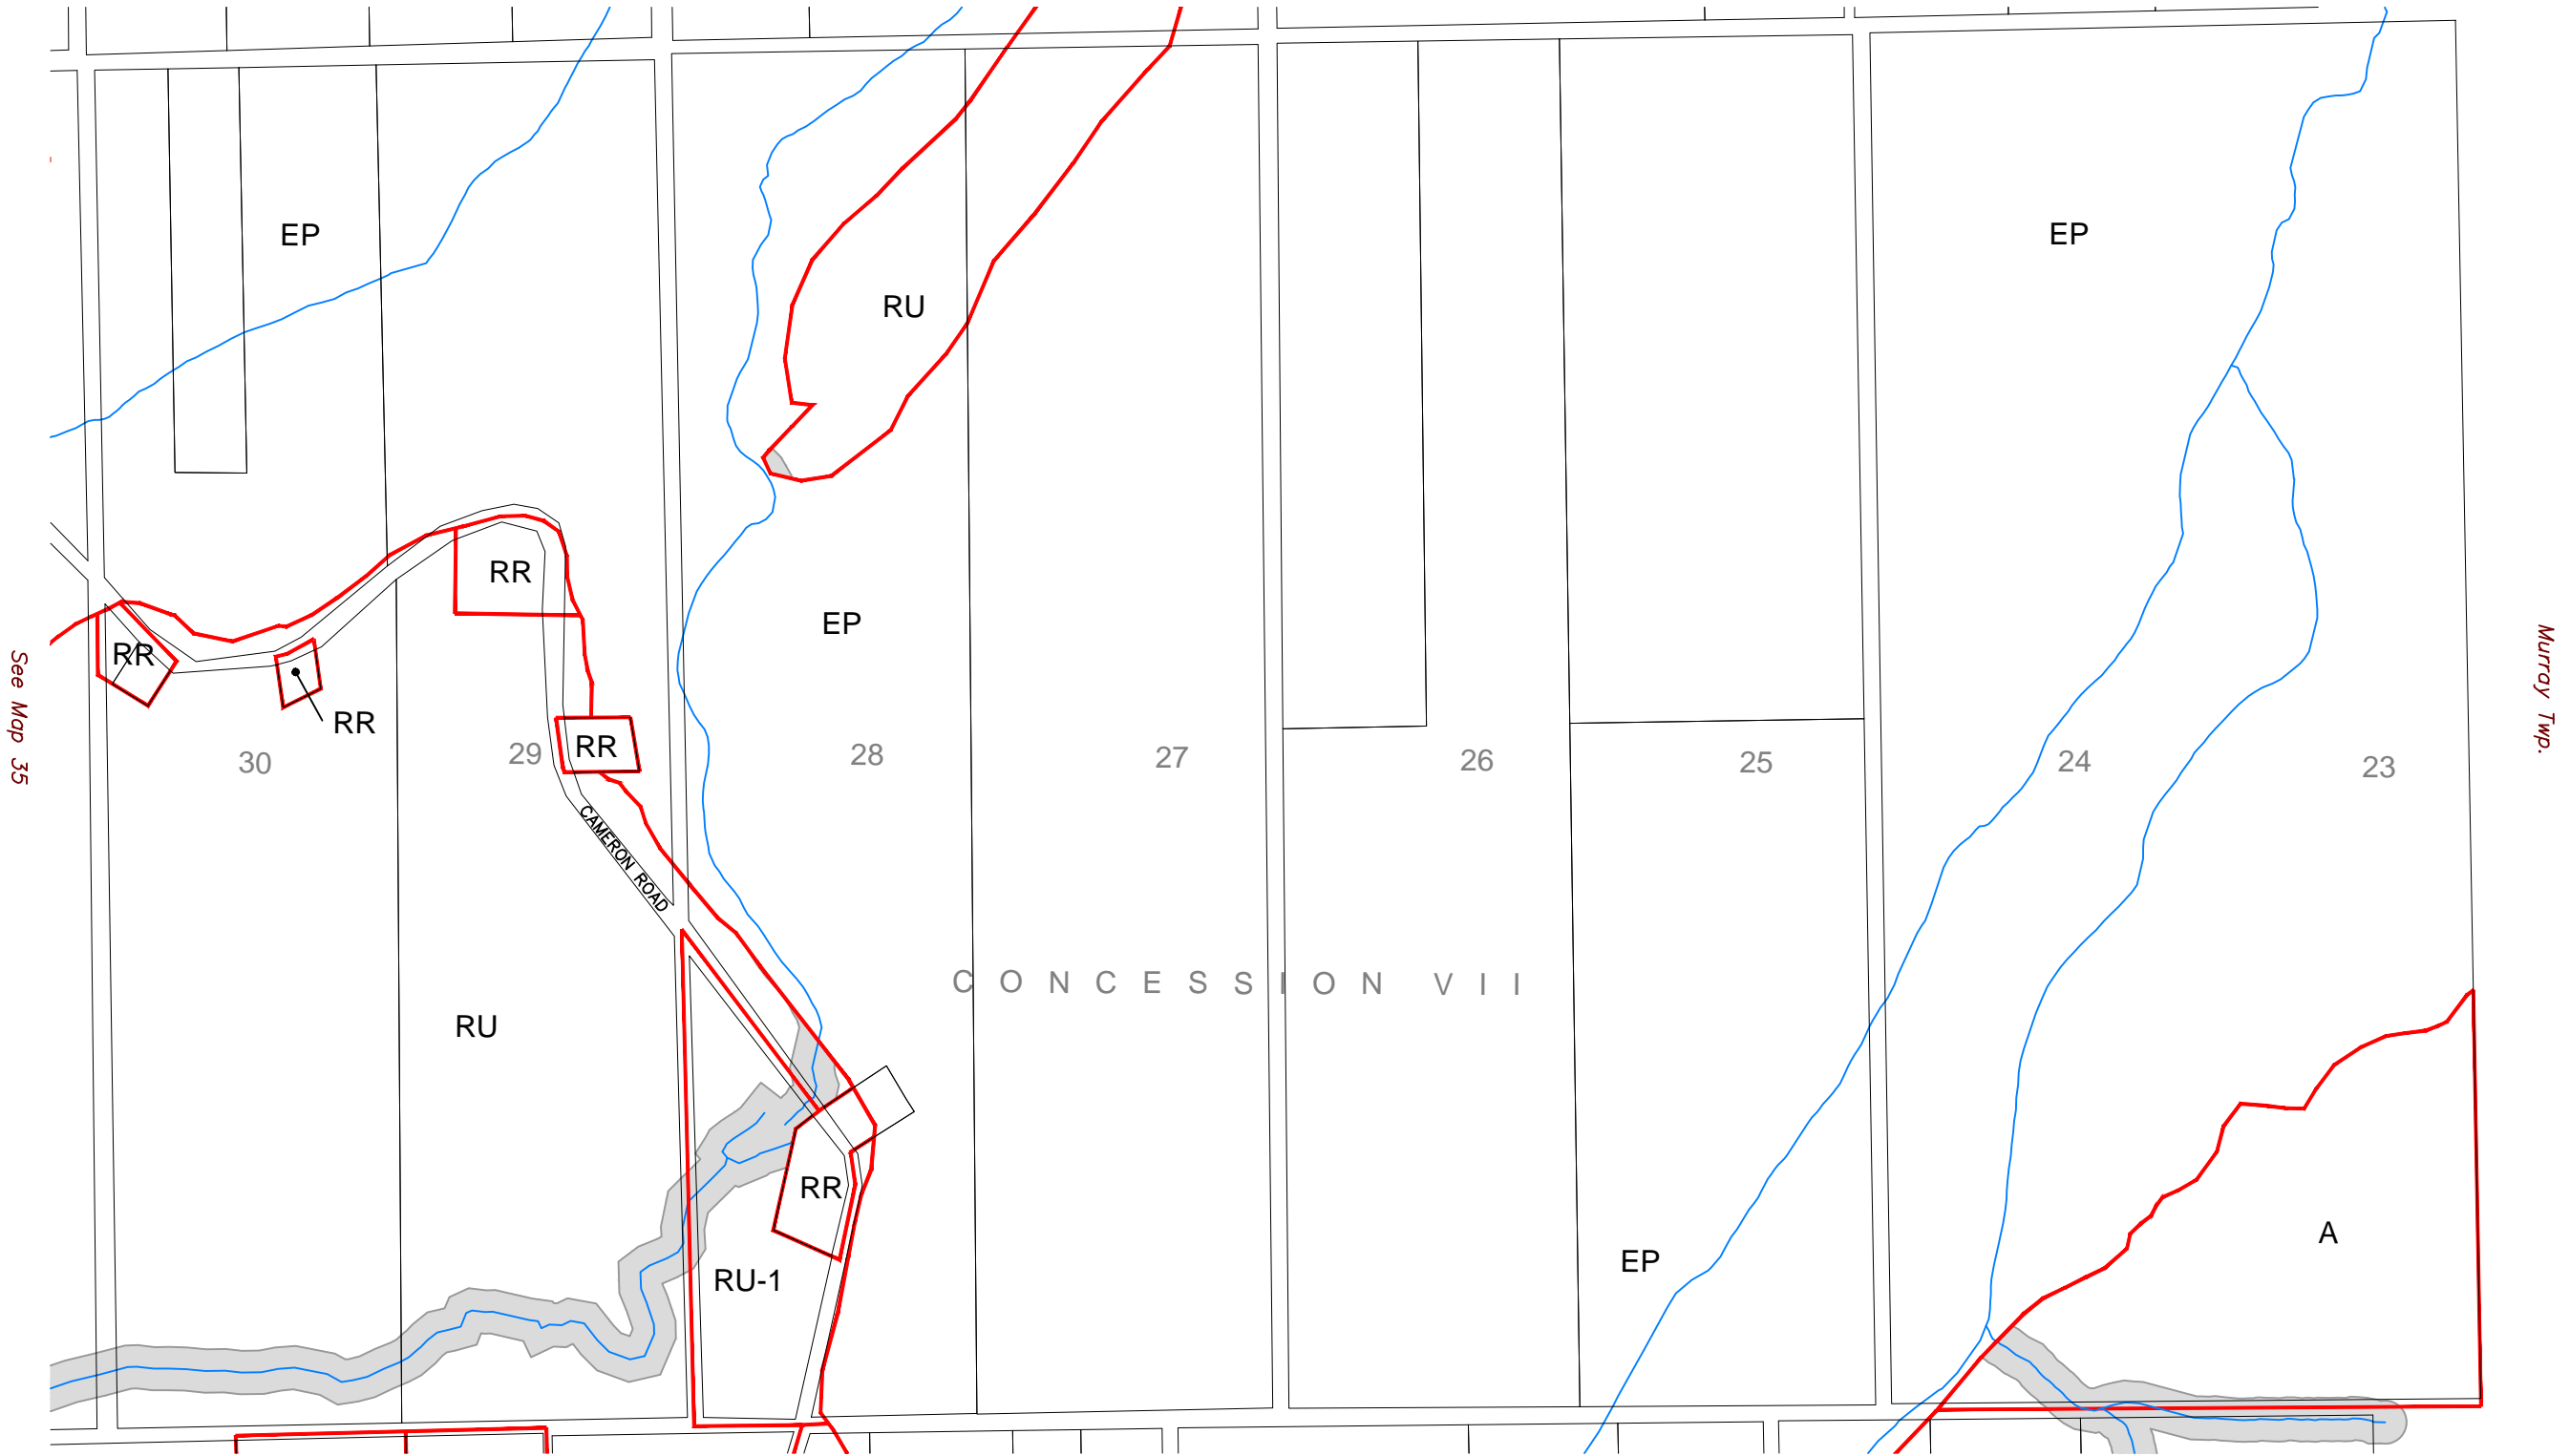 EP
EP
RU
RR
EP
RR
RR
RR
See Map 35
Murray Twp.
30
29
28
27
26
25
24
23
CAMERON ROAD
CONCESSION VII
RU
RR
A
EP
RU-1